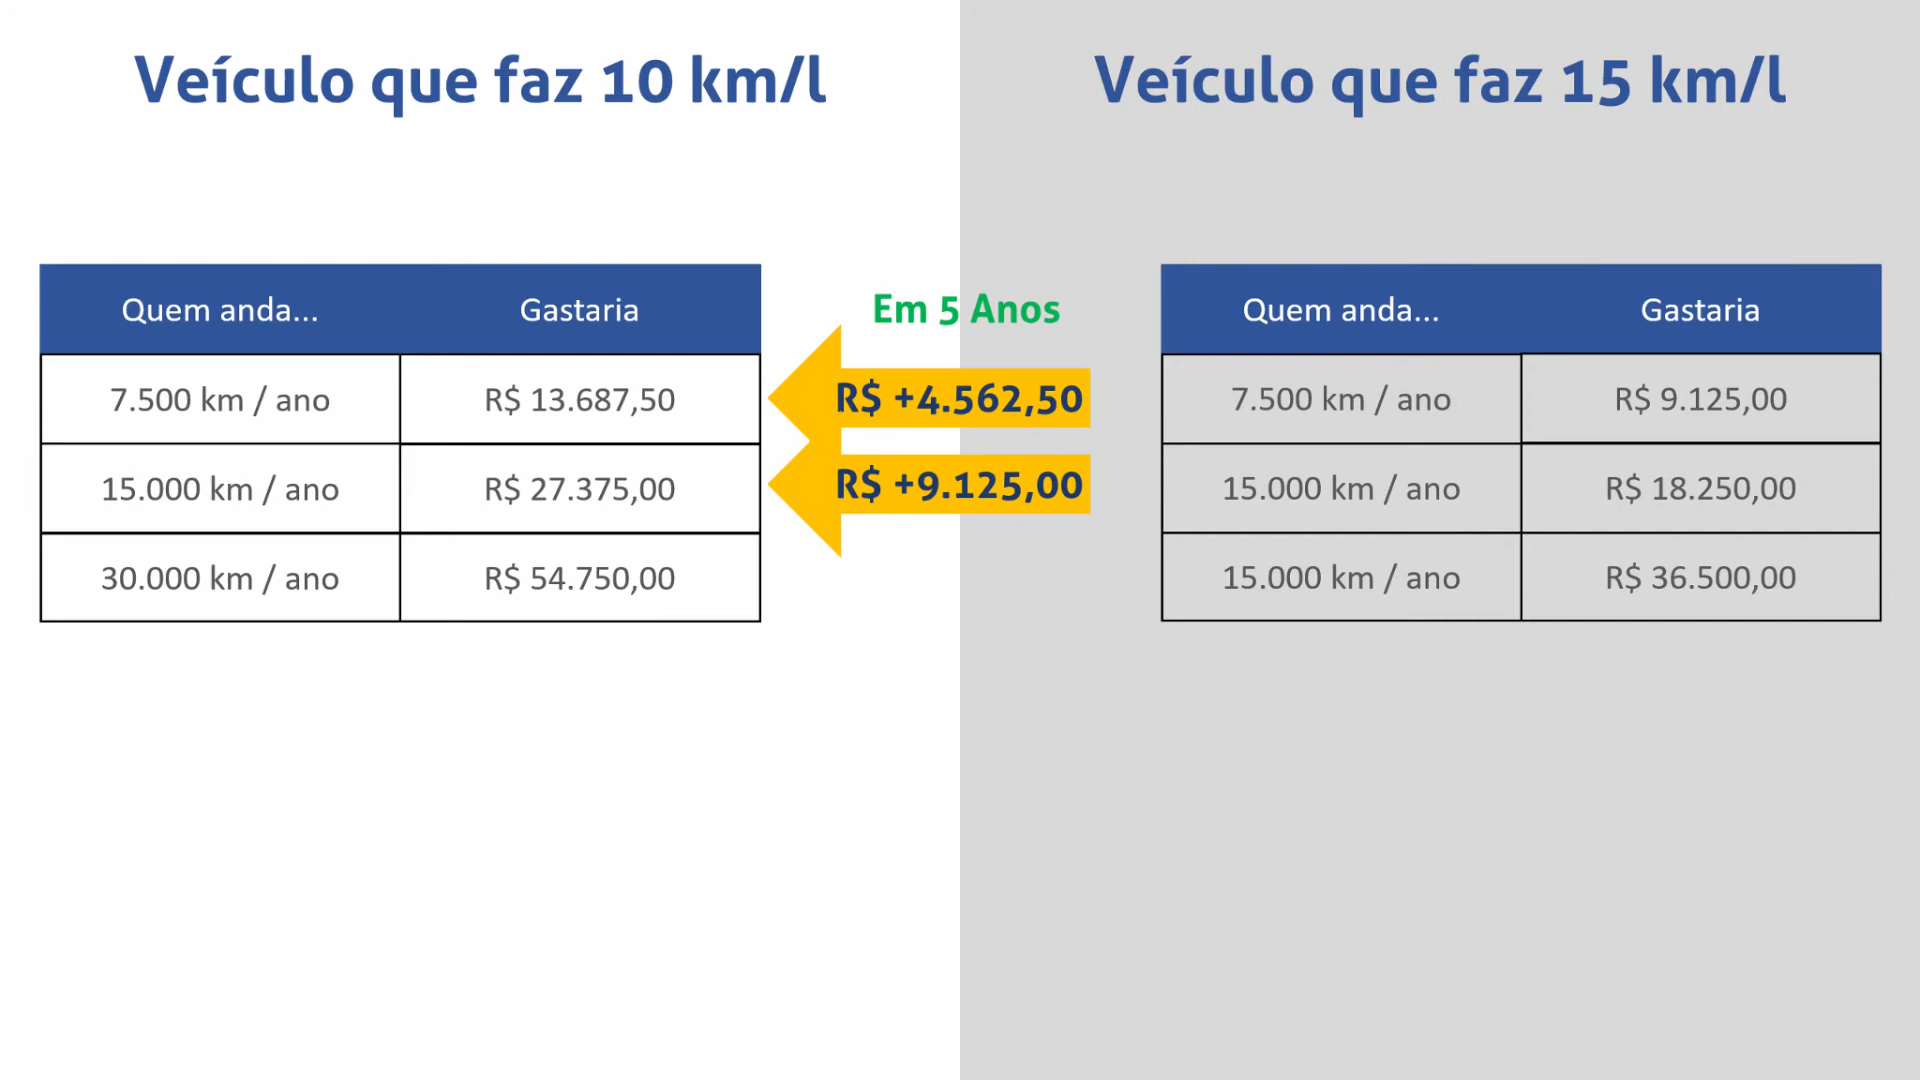 Veículo que faz 10 km/l
Quem anda... Gastaria
7.500 km / ano R$ 13.687,50
15.000 km / ano R$ 27.375,00
30.000 km / ano R$ 54.750,00
Em 5 Anos
R$ +4.562,50
R$ +9.125,00
Veículo que faz 15 km/l
Quem anda... Gastaria
7.500 km / ano R$ 9.125,00
15.000 km / ano R$ 18.250,00
15.000 km / ano R$ 36.500,00